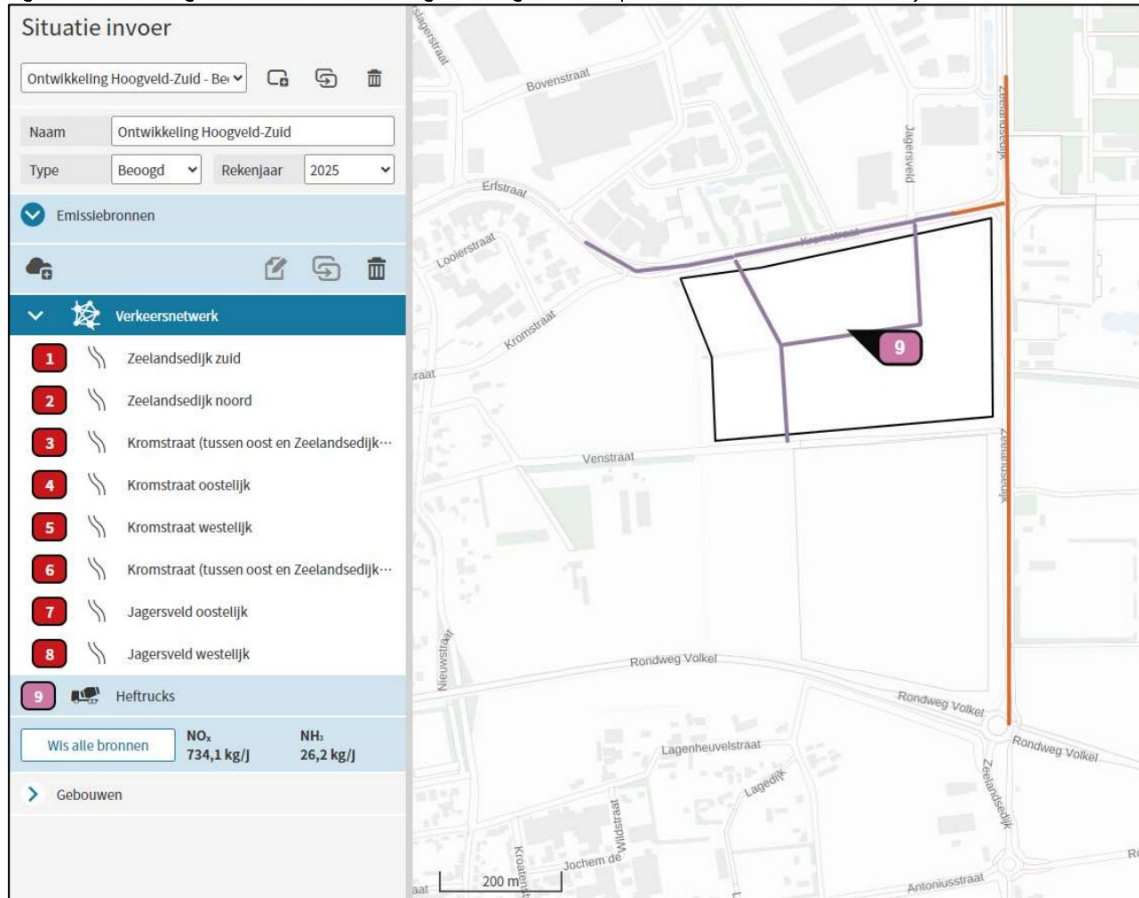 Situatie invoer
Ontwikkeling Hoogveld-Zuid - Be
Naam Ontwikkeling Hoogveld-Zuid
Type Beoogd Rekenjaar 2025
Emissiebronnen
Verkeersnetwerk
1 Zeelandsedijk zuid
2 Zeelandsedijk noord
3 Kromstraat (tussen oost en Zeelandsedijk···
4 Kromstraat oostelijk
5 Kromstraat westelijk
6 Kromstraat (tussen oost en Zeelandsedijk···
7 Jagersveld oostelijk
8 Jagersveld westelijk
9 Heftrucks
Wis alle bronnen
NOₓ
734,1 kg/j
NH₃
26,2 kg/j
Gebouwen
Bovenstraat
Zeelandsedijk
Jagersveld
Erfstraat
Looierstraat
Kromstraat
Kromstraat
9
raat
Venstraat
Zeelandsedijk
Nieuwstraat
Rondweg Volkel
Rondweg Volkel
Rondweg Volkel
Lagenheuvelstraat
Lagedijk
Zeelandsedijk
Wildstraat
Jochem de
200 m
aat
Antoniusstraat